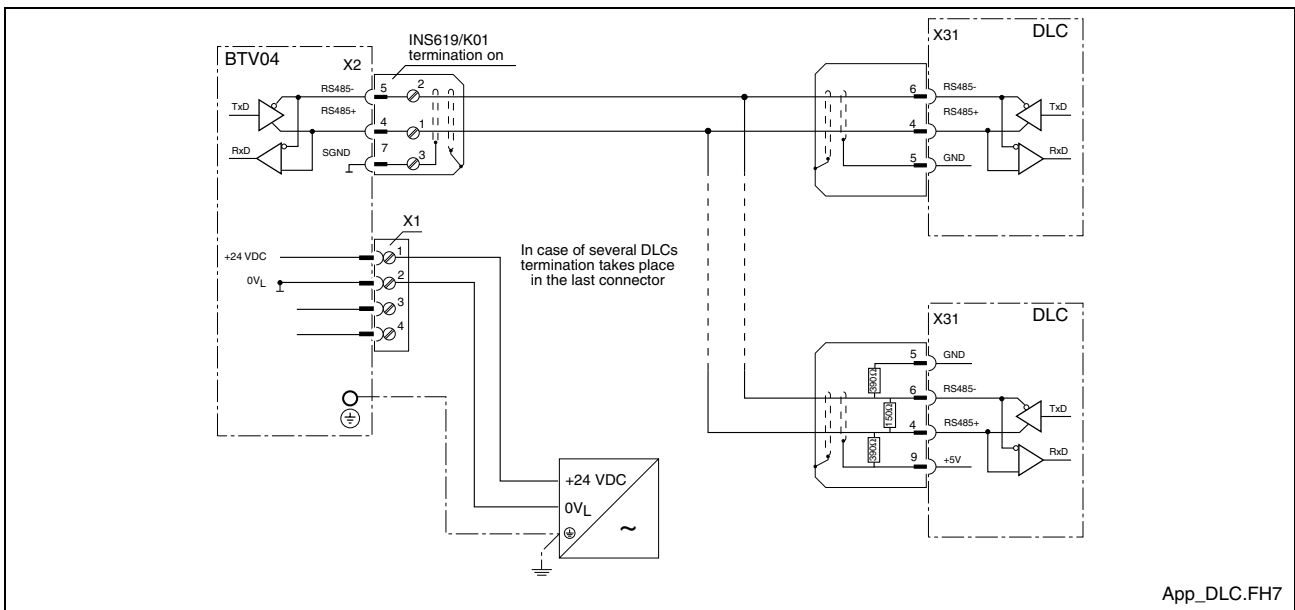 INS619/K01
termination on
BTV04
X2
RS485-
5
2
TxD
RS485+
4
1
RxD
SGND
7
3
X1
+24 VDC
1
0VL
2
3
4
In case of several DLCs
termination takes place
in the last connector
+24 VDC
0VL
~
X31
DLC
6
RS485-
RS485+
TxD
4
RxD
5
GND
X31
DLC
5
GND
390Ω
6
RS485-
150Ω
TxD
4
RS485+
390Ω
RxD
9
+5V
App_DLC.FH7